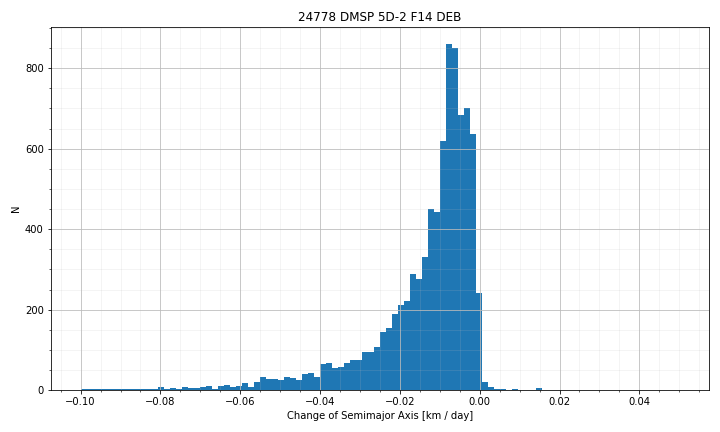 24778 DMSP 5D-2 F14 DEB
800
600
400
200
0
N
−0.10 −0.08 −0.06 −0.04 −0.02 0.00 0.02 0.04
Change of Semimajor Axis [km / day]